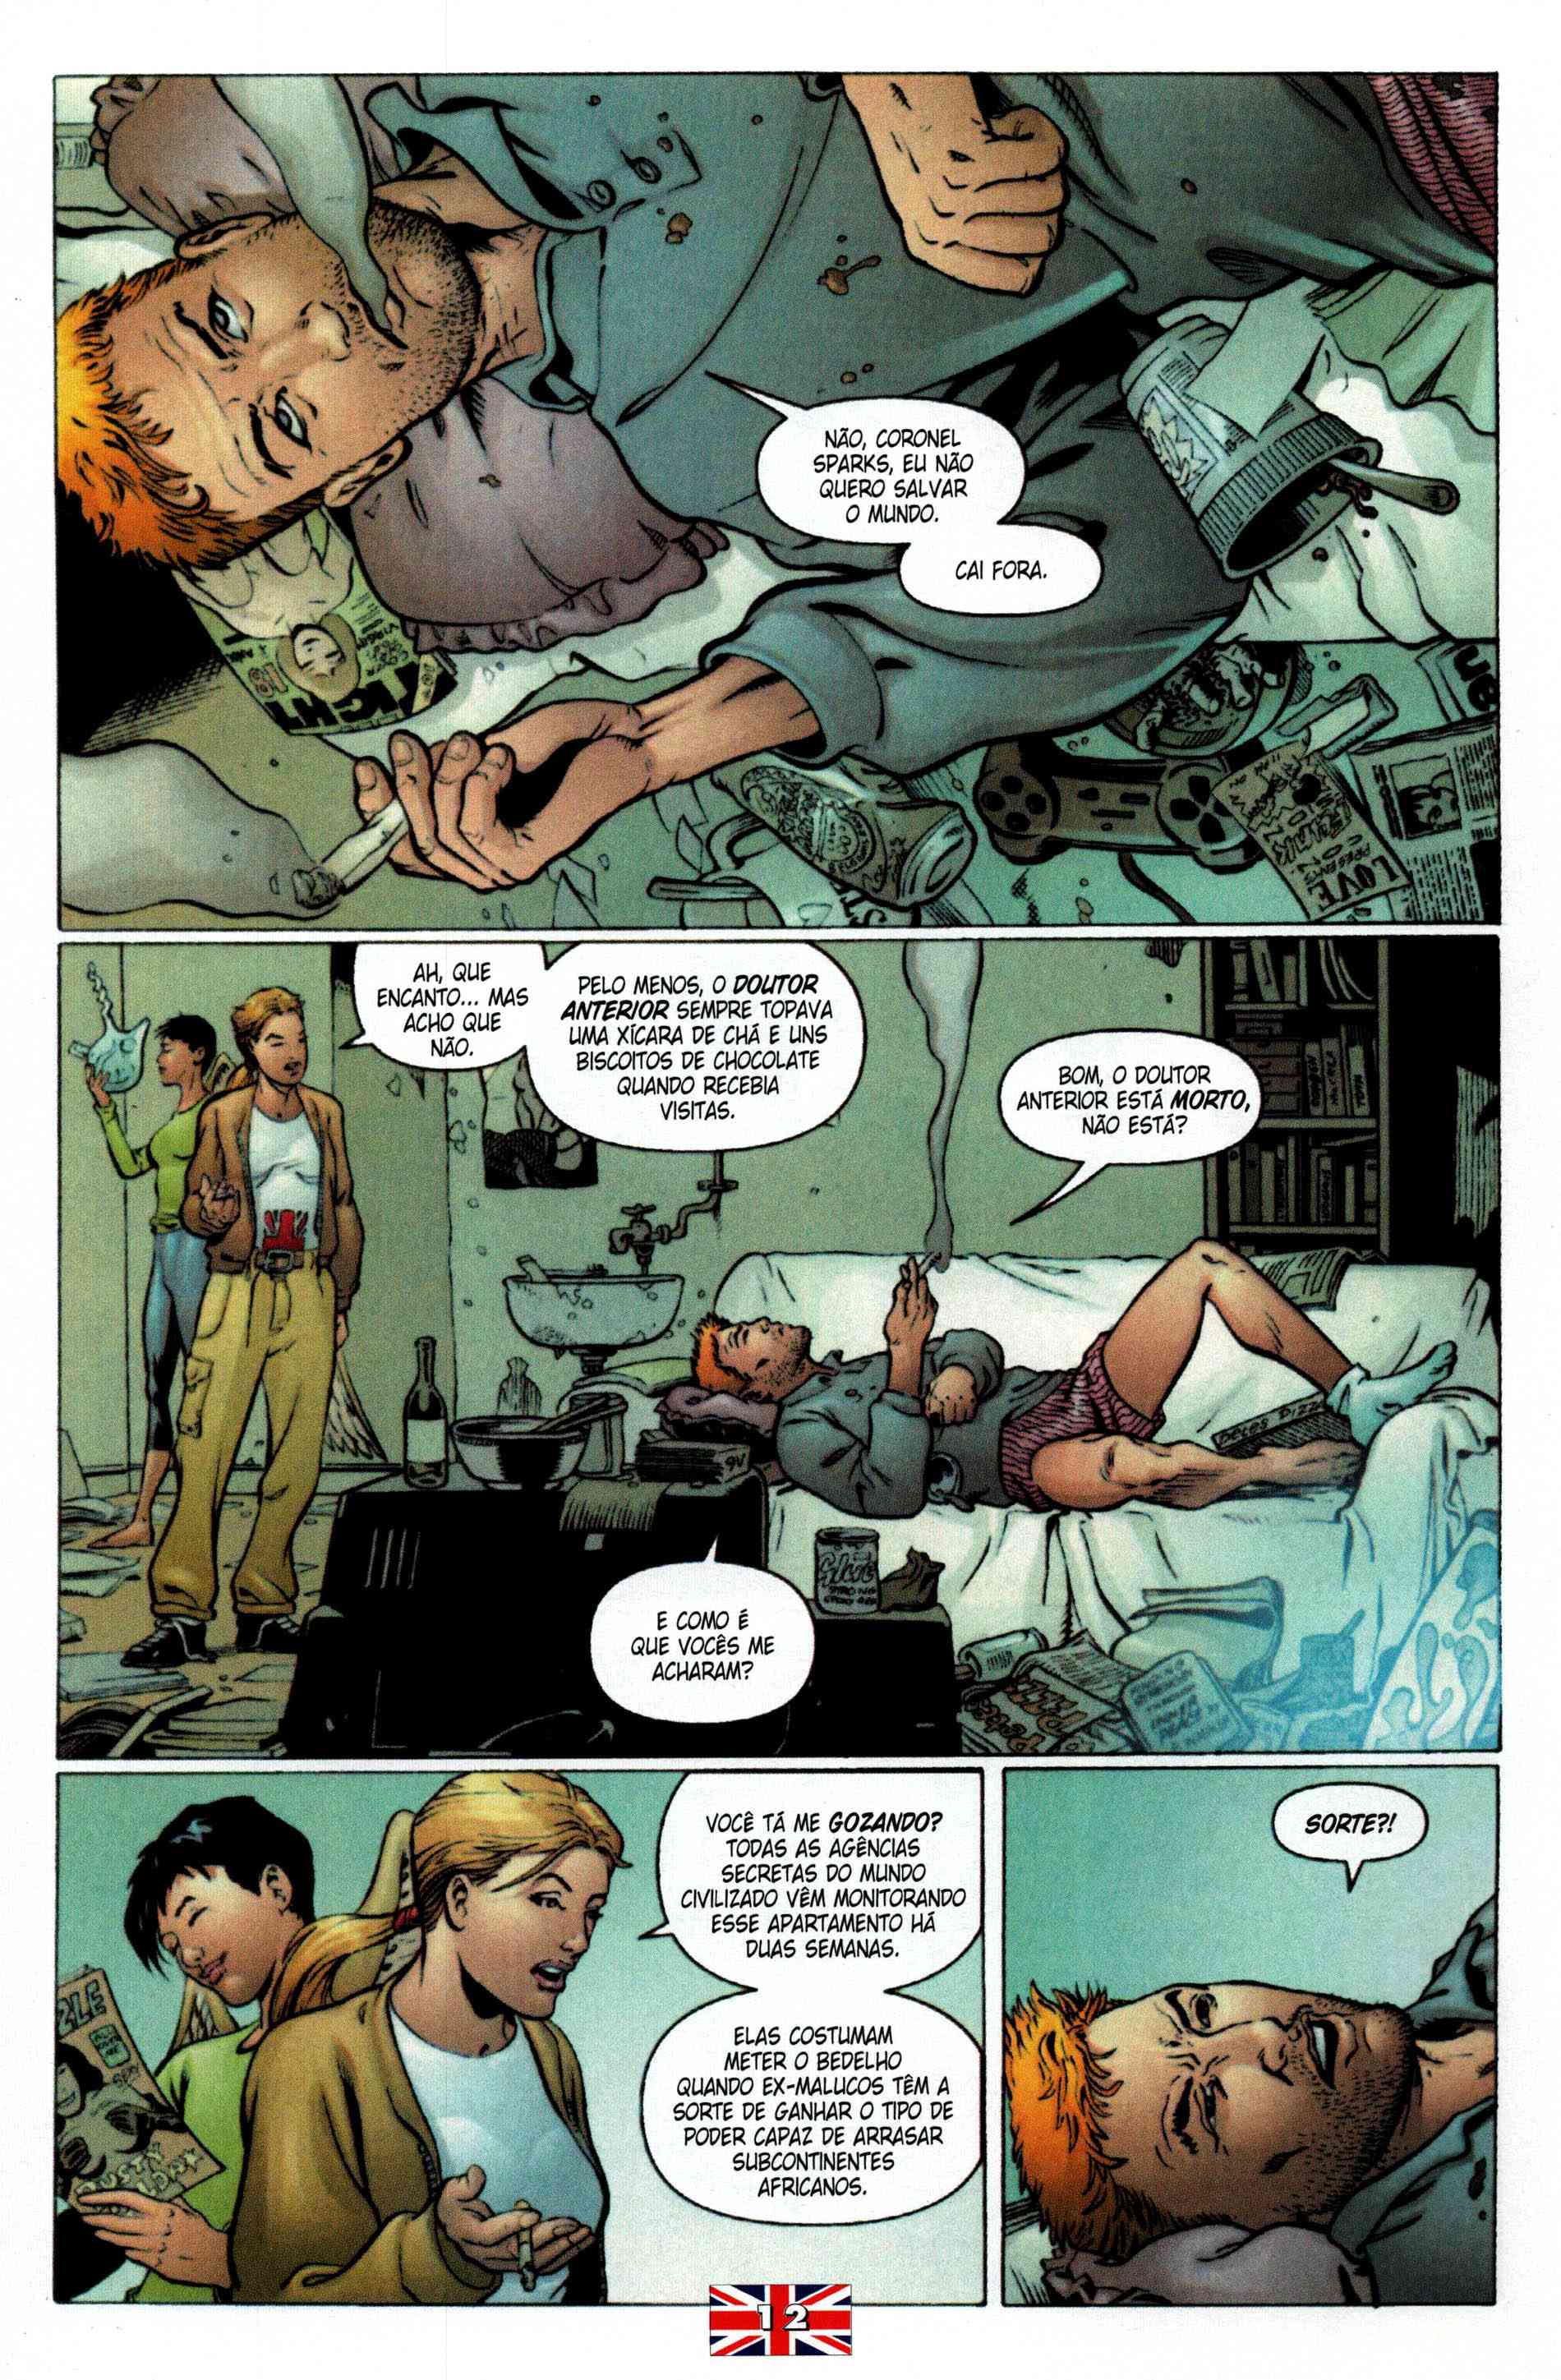 NÃO, CORONEL
SPARKS, EU NÃO
QUERO SALVAR
O MUNDO.
CAI FORA.
LOVE
AH, QUE
ENCANTO... MAS
ACHO QUE
NÃO.
PELO MENOS, O DOUTOR
ANTERIOR SEMPRE TOPAVA
UMA XÍCARA DE CHÁ E UNS
BISCOITOS DE CHOCOLATE
QUANDO RECEBIA
VISITAS.
BOM, O DOUTOR
ANTERIOR ESTÁ MORTO,
NÃO ESTÁ?
9V
Glue
E COMO É
QUE VOCÊS ME
ACHARAM?
VOCÊ TÁ ME GOZANDO?
TODAS AS AGÊNCIAS
SECRETAS DO MUNDO
CIVILIZADO VÊM MONITORANDO
ESSE APARTAMENTO HÁ
DUAS SEMANAS.
ELAS COSTUMAM
METER O BEDELHO
QUANDO EX-MALUCOS TÊM A
SORTE DE GANHAR O TIPO DE
PODER CAPAZ DE ARRASAR
SUBCONTINENTES
AFRICANOS.
SORTE?!
12